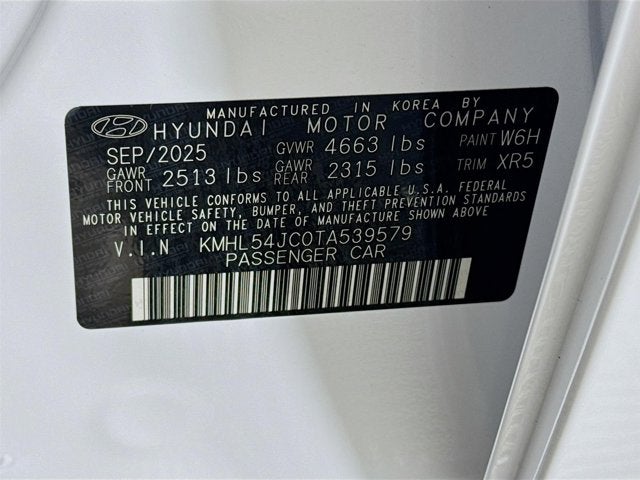 MANUFACTURED IN KOREA BY
HYUNDAI MOTOR COMPANY
SEP/2025 GVWR 4663 lbs PAINT W6H
GAWR FRONT 2513 lbs GAWR REAR 2315 lbs TRIM XR5
THIS VEHICLE CONFORMS TO ALL APPLICABLE U.S.A. FEDERAL
MOTOR VEHICLE SAFETY, BUMPER, AND THEFT PREVENTION STANDARDS
IN EFFECT ON THE DATE OF MANUFACTURE SHOWN ABOVE
V.I.N KMHL54JC0TA539579
PASSENGER CAR